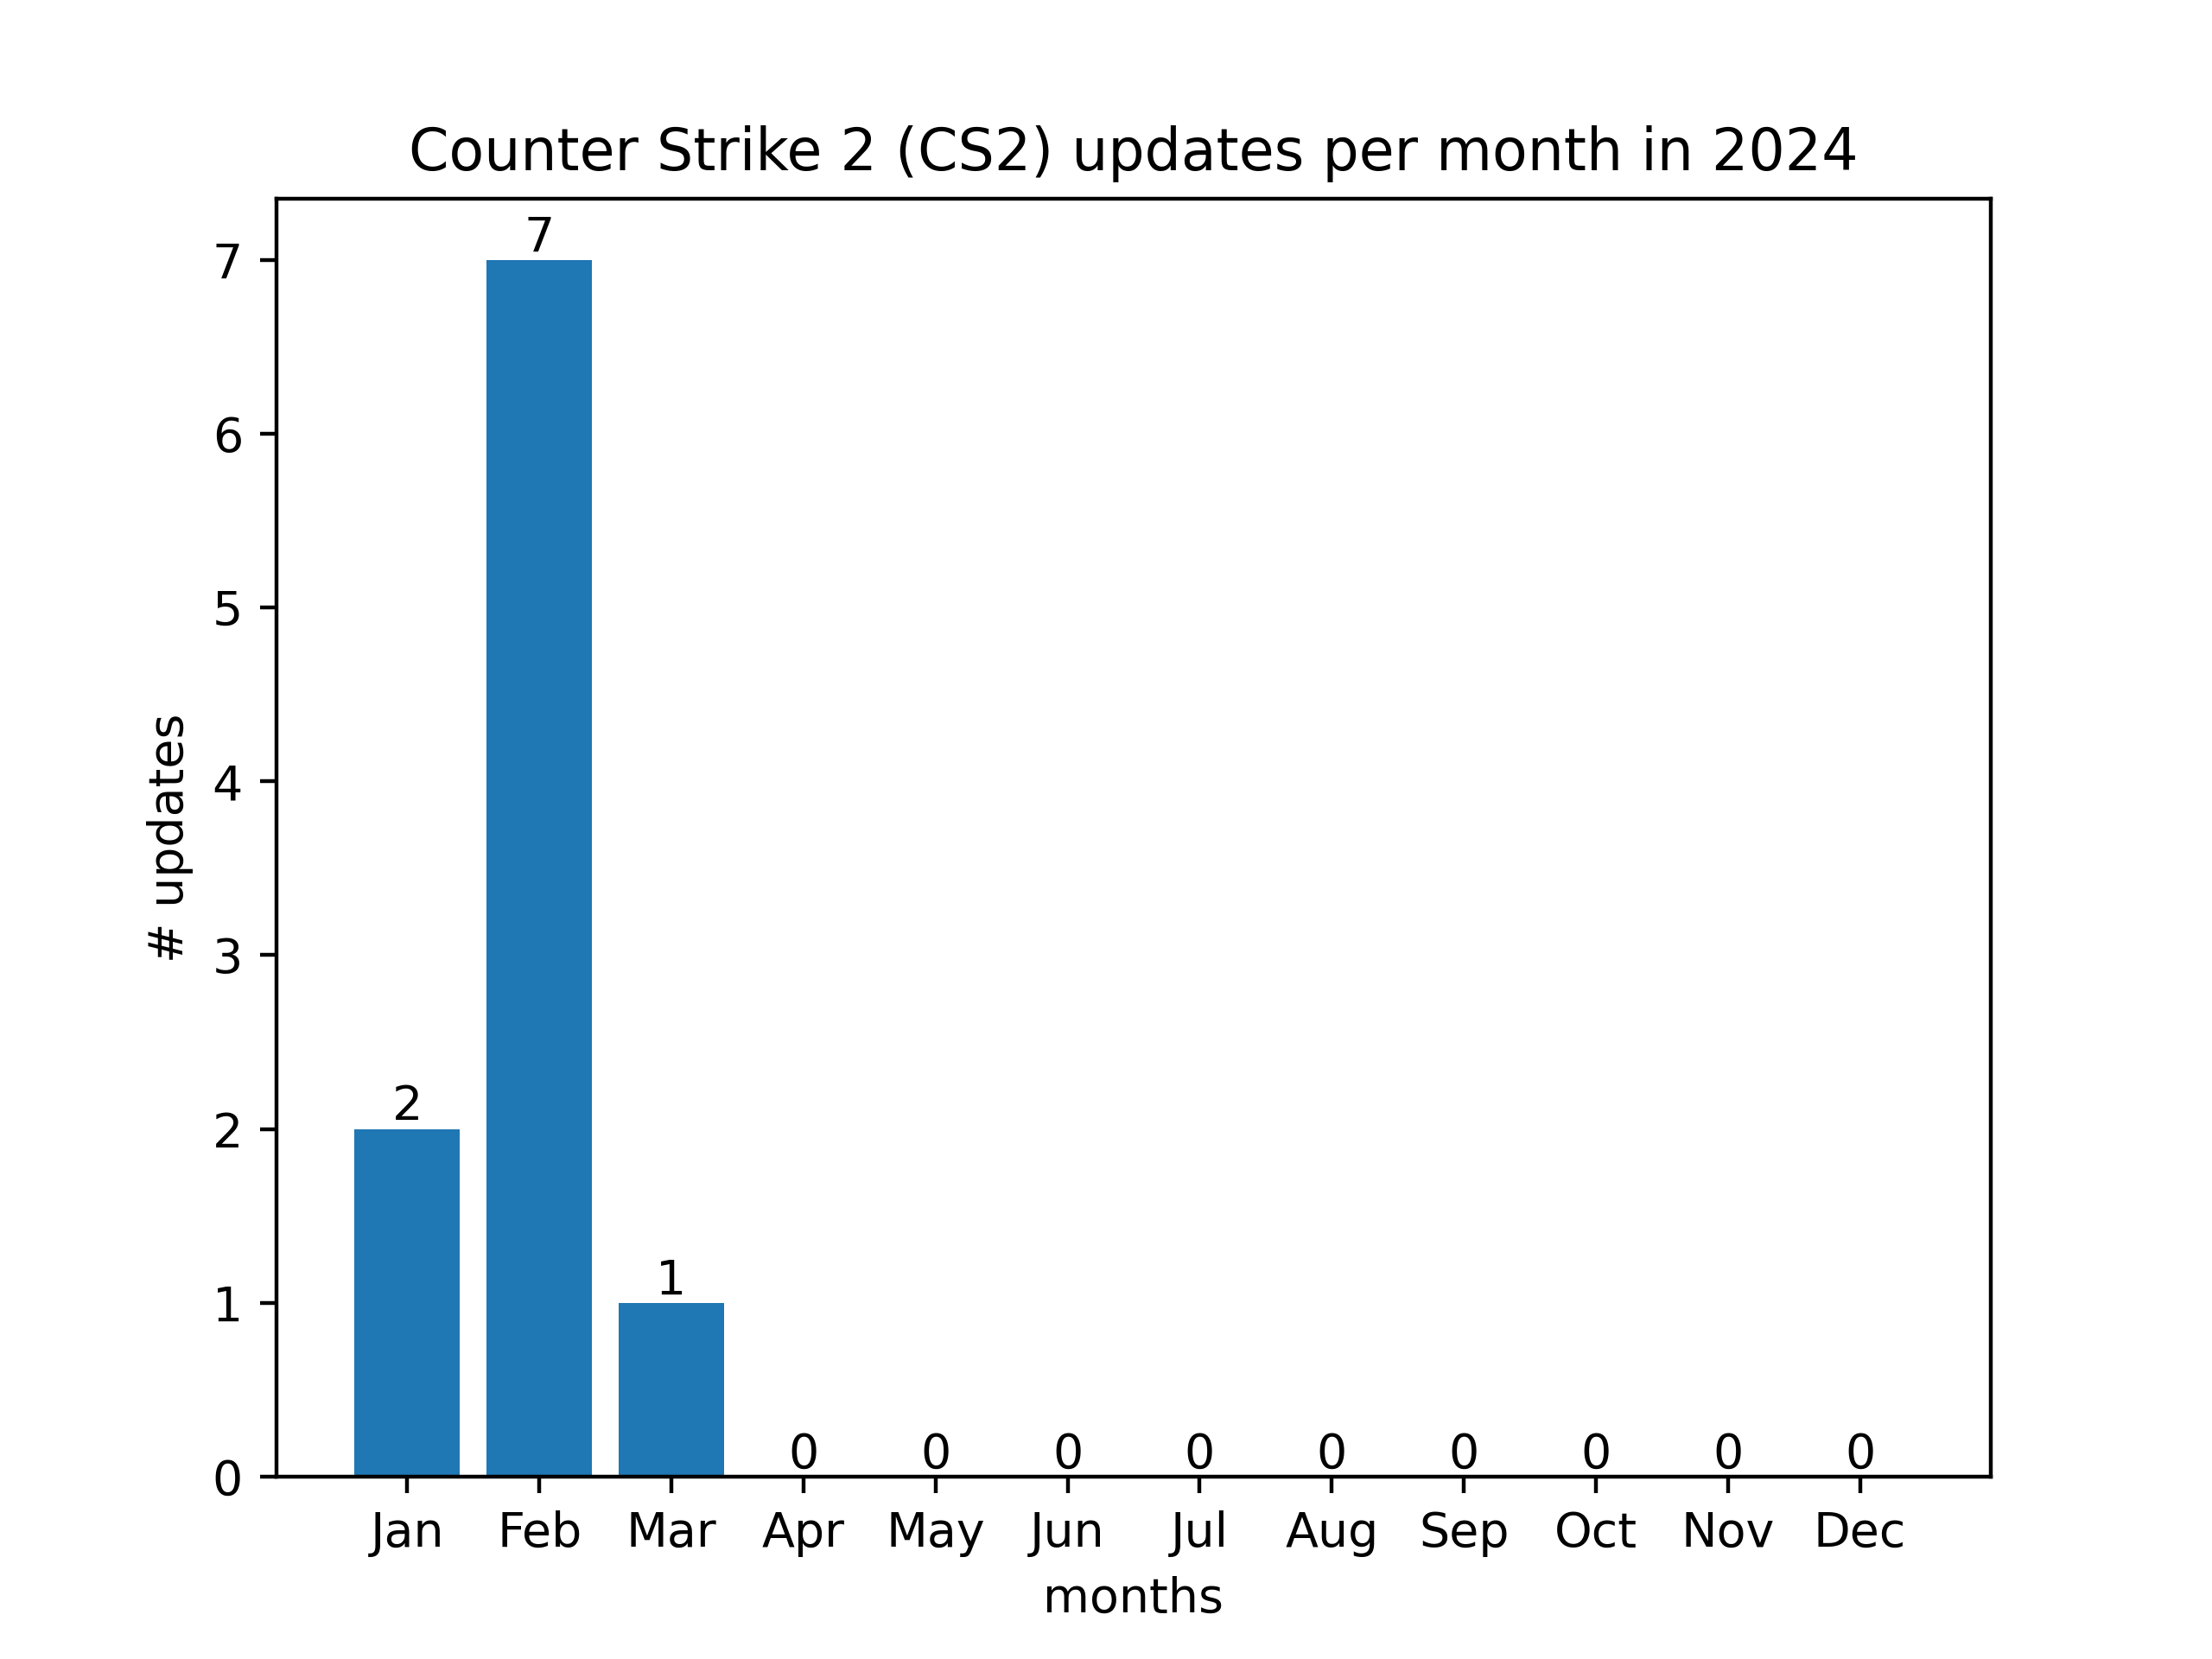 Counter Strike 2 (CS2) updates per month in 2024
7
7
6
5
4
# updates
3
2
2
1
1
0 0 0 0 0 0 0 0 0
0
Jan Feb Mar Apr May Jun Jul Aug Sep Oct Nov Dec
months